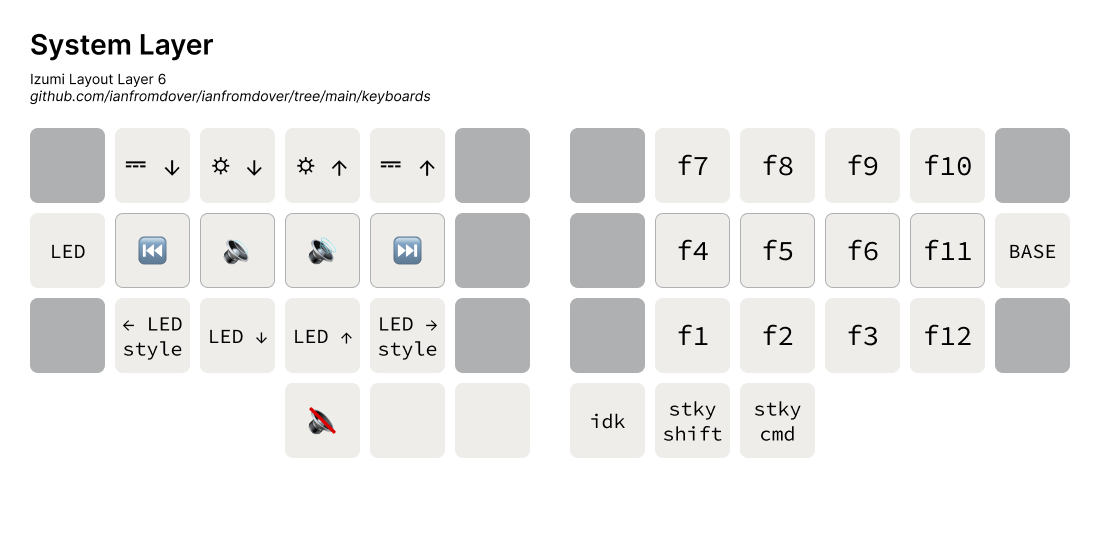 System Layer
Izumi Layout Layer 6
github.com/ianfromdover/ianfromdover/tree/main/keyboards
⎓ ↓ ☼ ↓ ☼ ↑ ⎓ ↑ f7 f8 f9 f10
LED ⏮️ 🔈 🔊 ⏭️ f4 f5 f6 f11 BASE
← LED style LED ↓ LED ↑ LED → style f1 f2 f3 f12
🔇 idk stky shift stky cmd